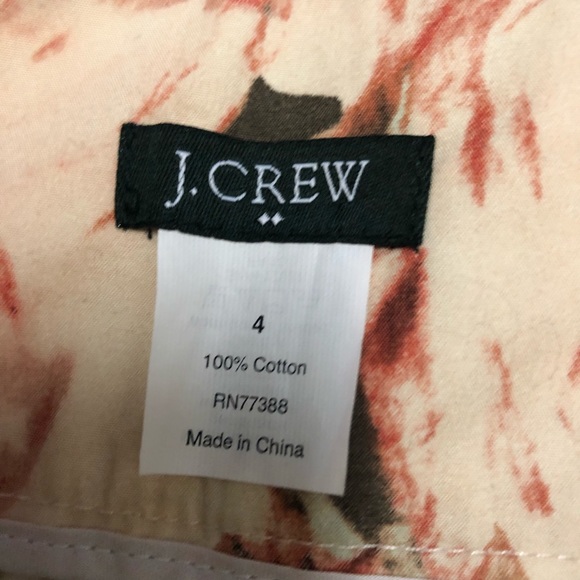 J. CREW
4
100% Cotton
RN77388
Made in China